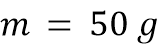 m = 50 g